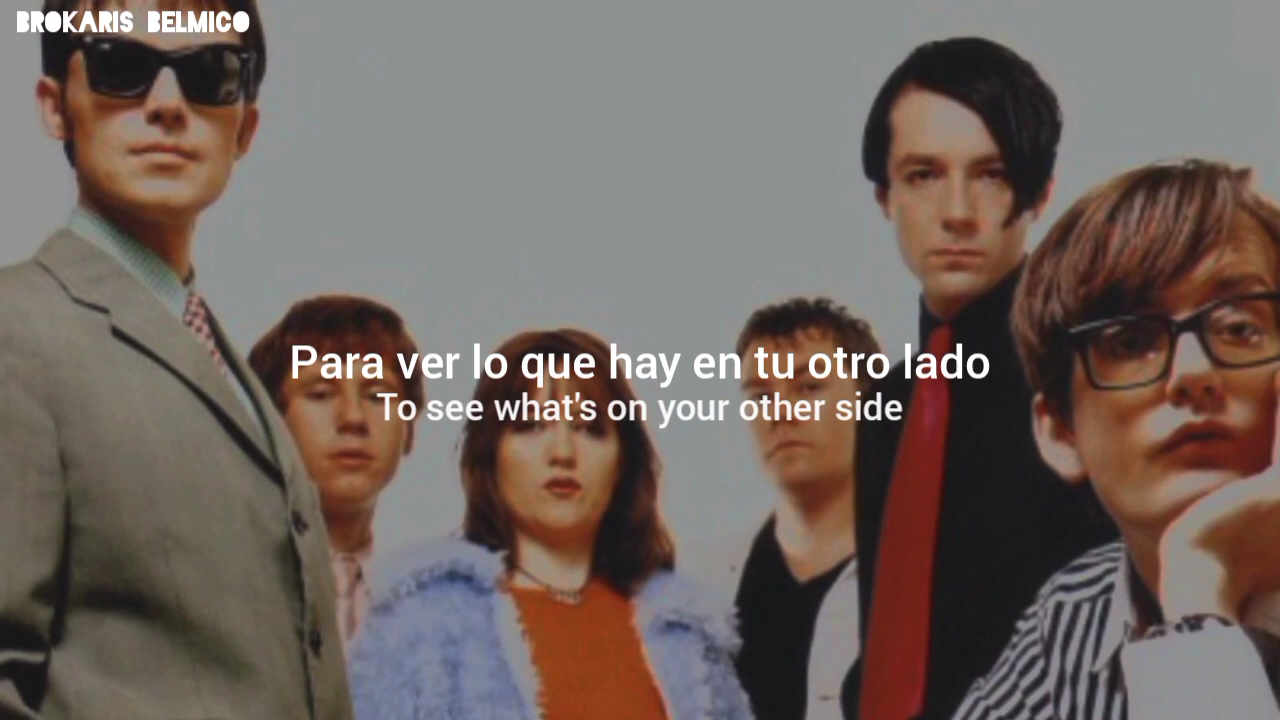 BROKARIS BELMICO
Para ver lo que hay en tu otro lado
To see what's on your other side